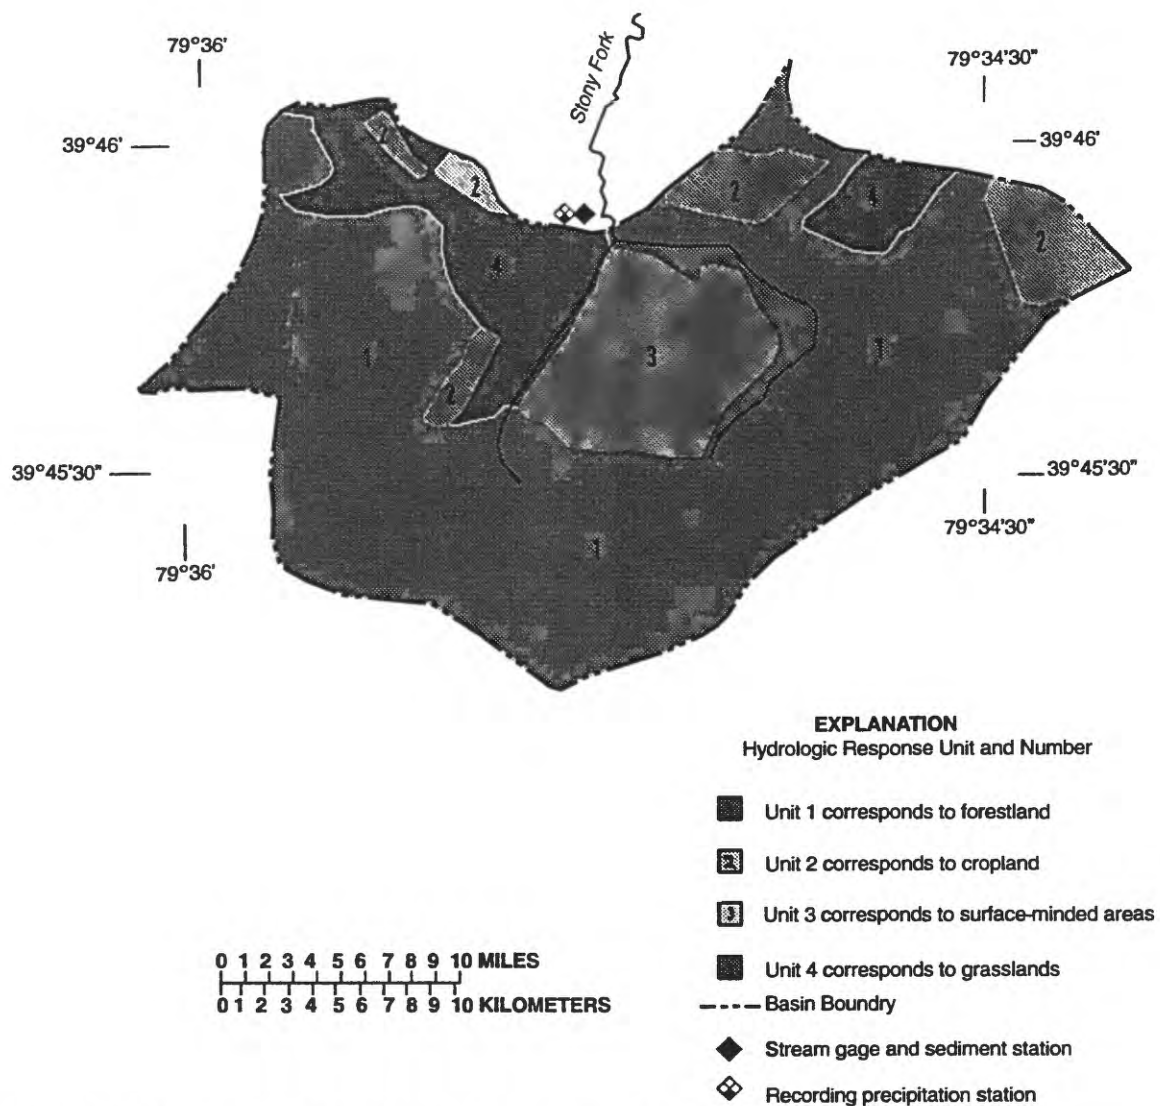 79°36'
Stony Fork
79°34'30"
39°46'
39°46'
2
2
2
4
2
4
1
3
1
2
39°45'30"
39°45'30"
79°34'30"
1
79°36'
EXPLANATION
Hydrologic Response Unit and Number
Unit 1 corresponds to forestland
2 Unit 2 corresponds to cropland
3 Unit 3 corresponds to surface-minded areas
Unit 4 corresponds to grasslands
Basin Boundry
Stream gage and sediment station
Recording precipitation station
0 1 2 3 4 5 6 7 8 9 10 MILES
0 1 2 3 4 5 6 7 8 9 10 KILOMETERS